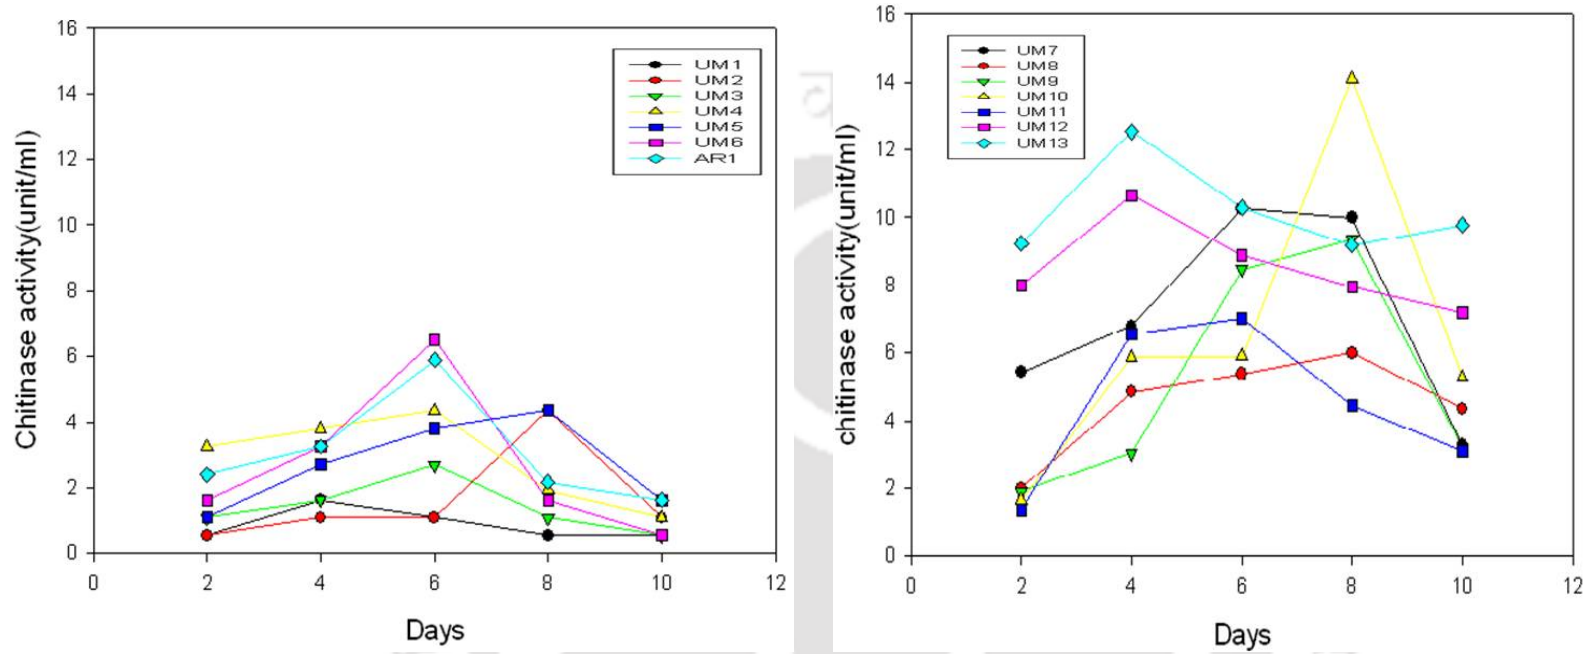 Chitinase activity(unit/ml)
16
14
12
10
8
6
4
2
0
0 2 4 6 8 10 12
Days
UM1
UM2
UM3
UM4
UM5
UM6
AR1
chitinase activity(unit/ml)
16
14
12
10
8
6
4
2
0
0 2 4 6 8 10 12
Days
UM7
UM8
UM9
UM10
UM11
UM12
UM13